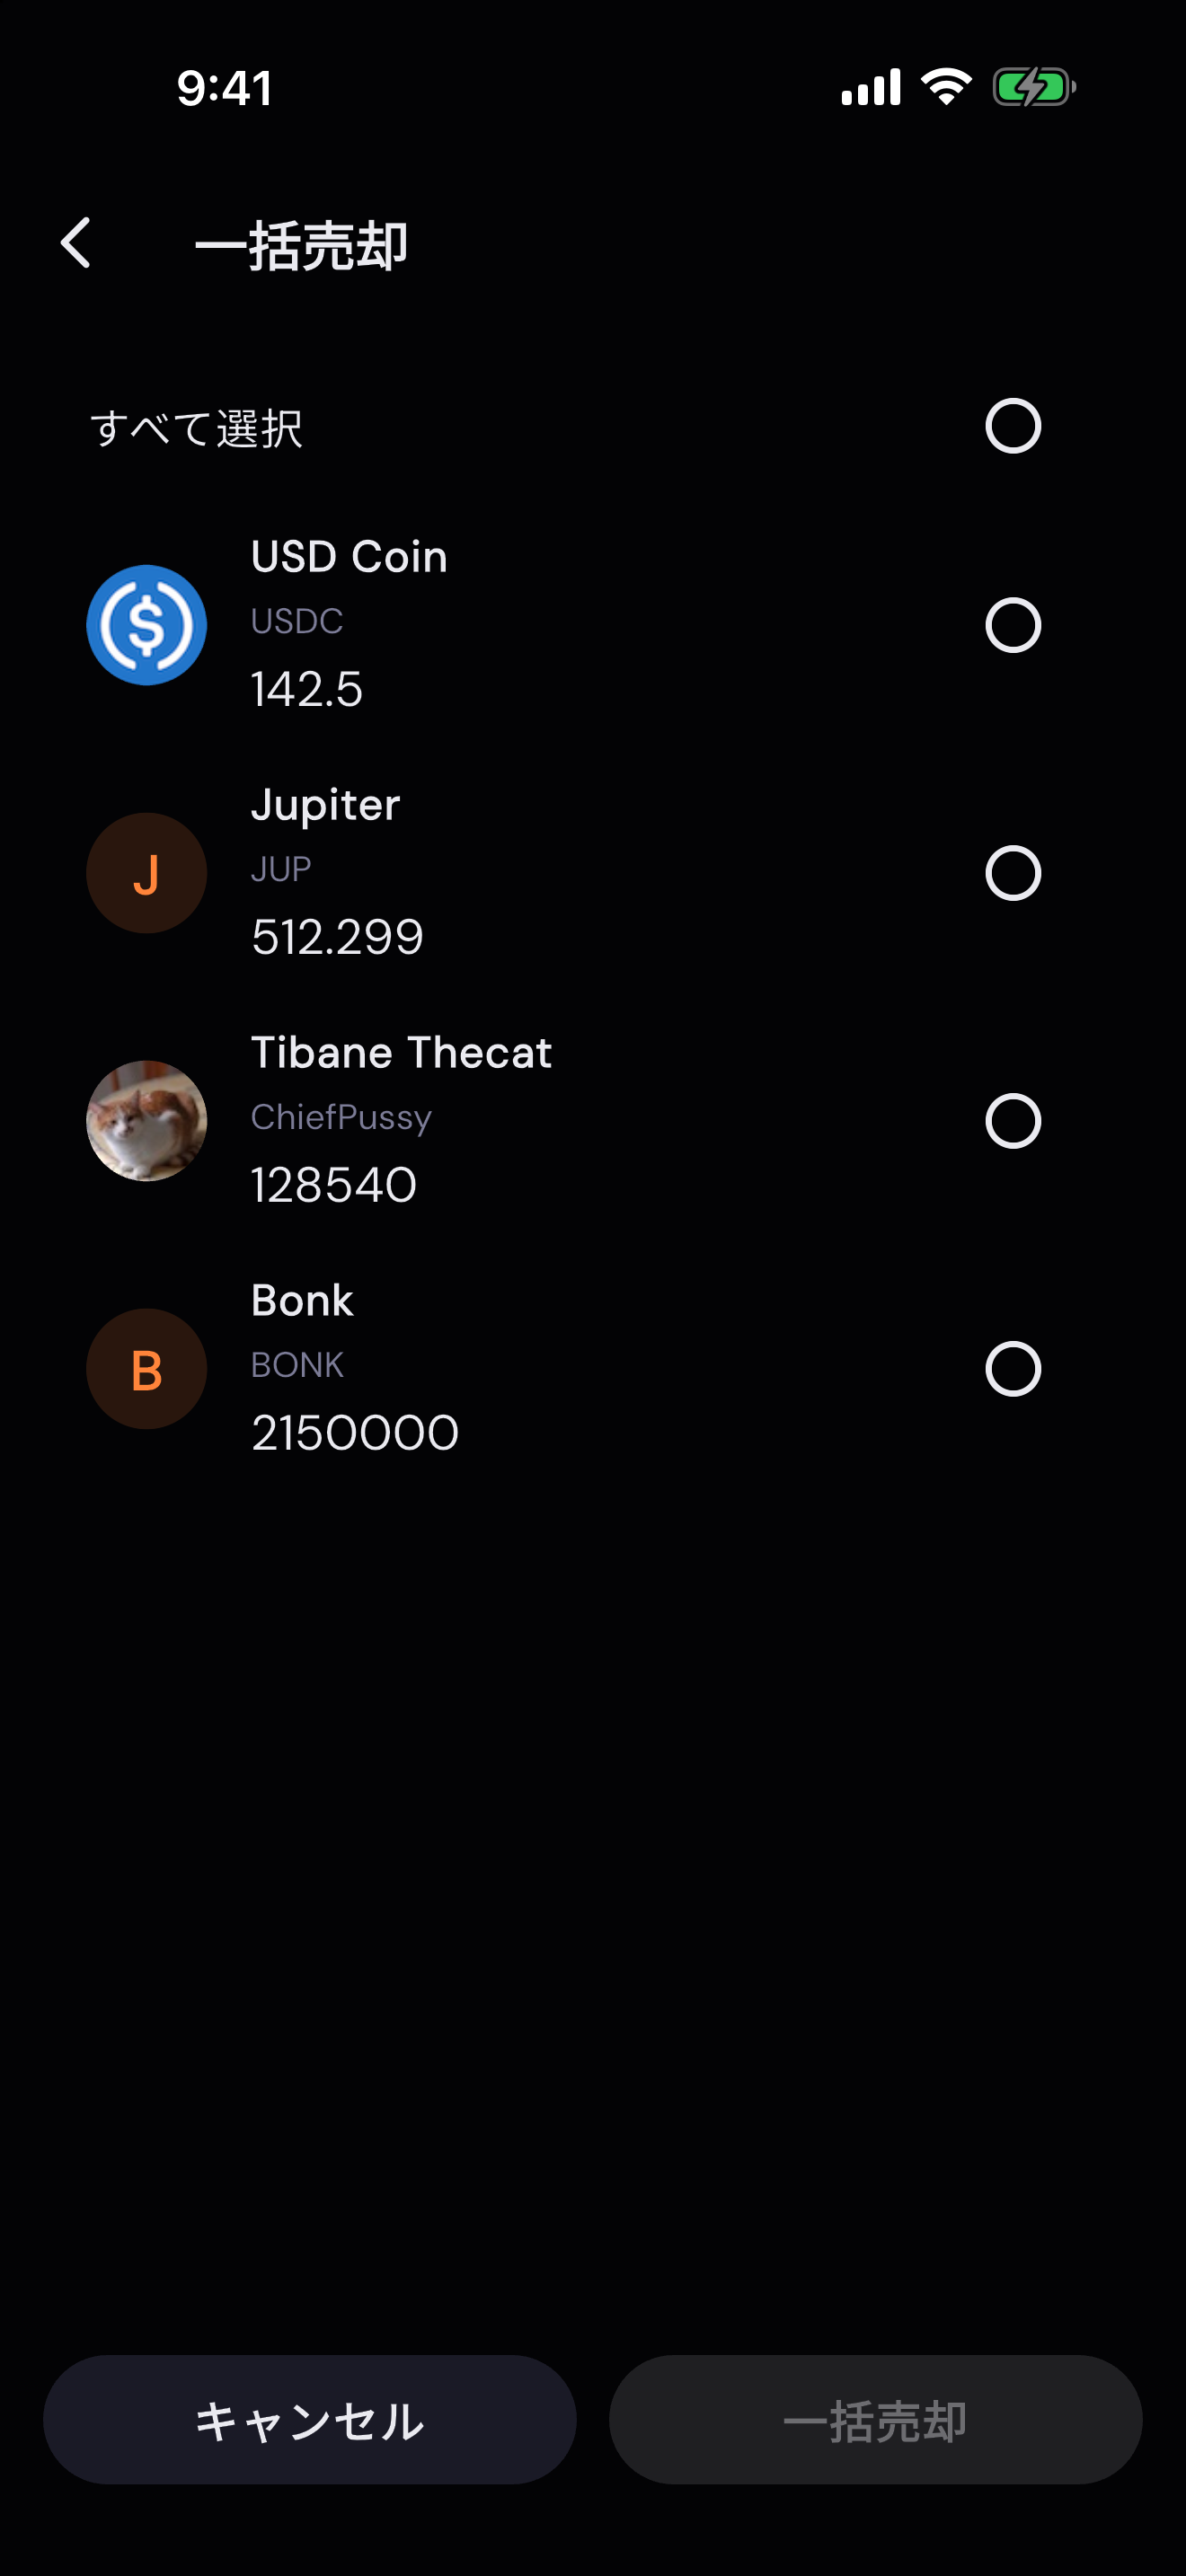 9:41
一括売却
すべて選択
USD Coin
USDC
142.5
J
Jupiter
JUP
512.299
Tibane Thecat
ChiefPussy
128540
B
Bonk
BONK
2150000
キャンセル
一括売却